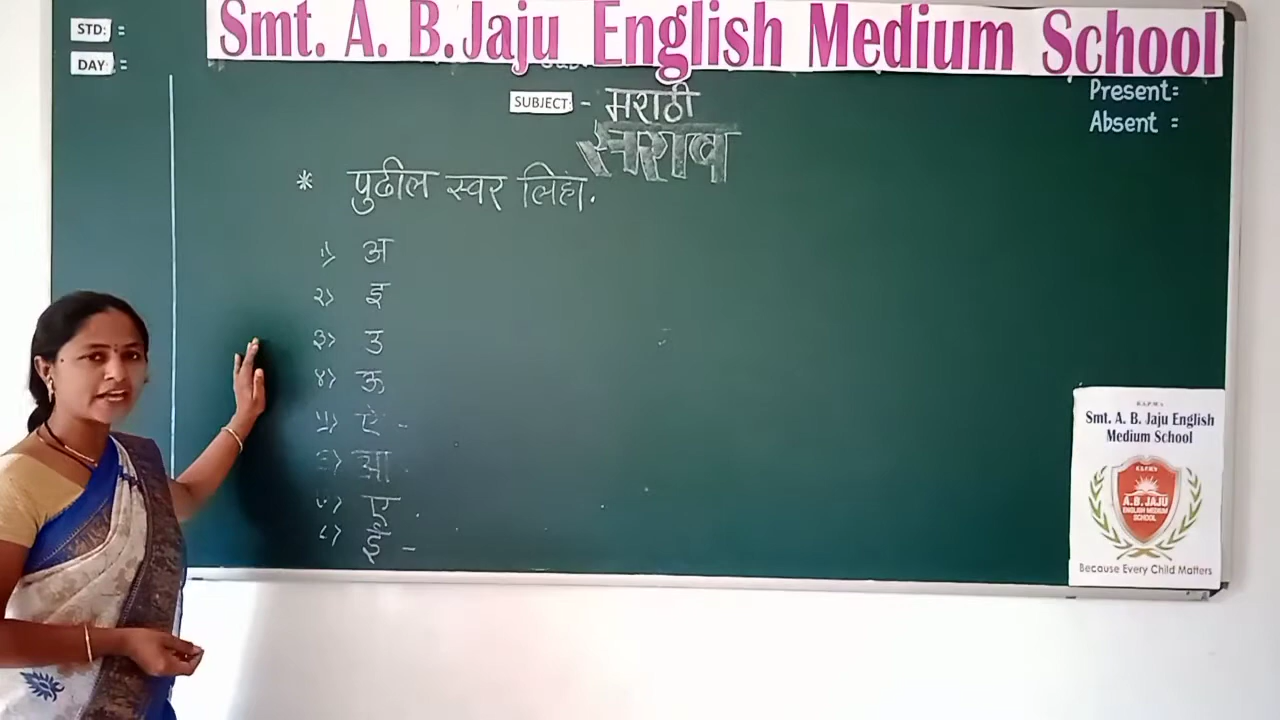 Smt. A. B. Jaju English Medium School
STD: =
DAY: =
SUBJECT: - मराठी
सराव
Present:=
Absent =
* पुढील स्वर लिहा.
१) अ
२) इ
३) उ
४) ऊ
५) ऐ -
६) आ -
७) ए -
८) ई -
Smt. A. B. Jaju English
Medium School
A.B. JAJU
ENGLISH MEDIUM
SCHOOL
Because Every Child Matters